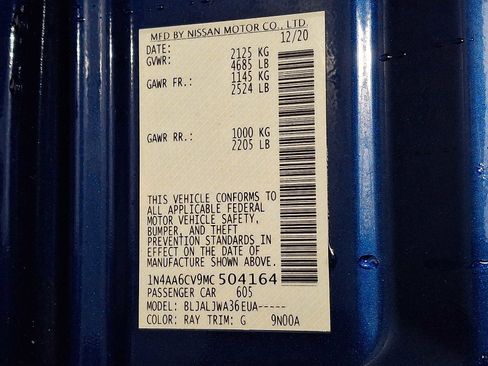 MFD BY NISSAN MOTOR CO., LTD.
DATE: 12/20
GVWR: 2125 KG
4685 LB
GAWR FR.: 1145 KG
2524 LB
GAWR RR.: 1000 KG
2205 LB
THIS VEHICLE CONFORMS TO
ALL APPLICABLE FEDERAL
MOTOR VEHICLE SAFETY,
BUMPER, AND THEFT
PREVENTION STANDARDS IN
EFFECT ON THE DATE OF
MANUFACTURE SHOWN ABOVE.
1N4AA6CV9MC504164
PASSENGER CAR 605
MODEL: BLJALJWA36EUA-----
COLOR: RAY TRIM: G 9N00A